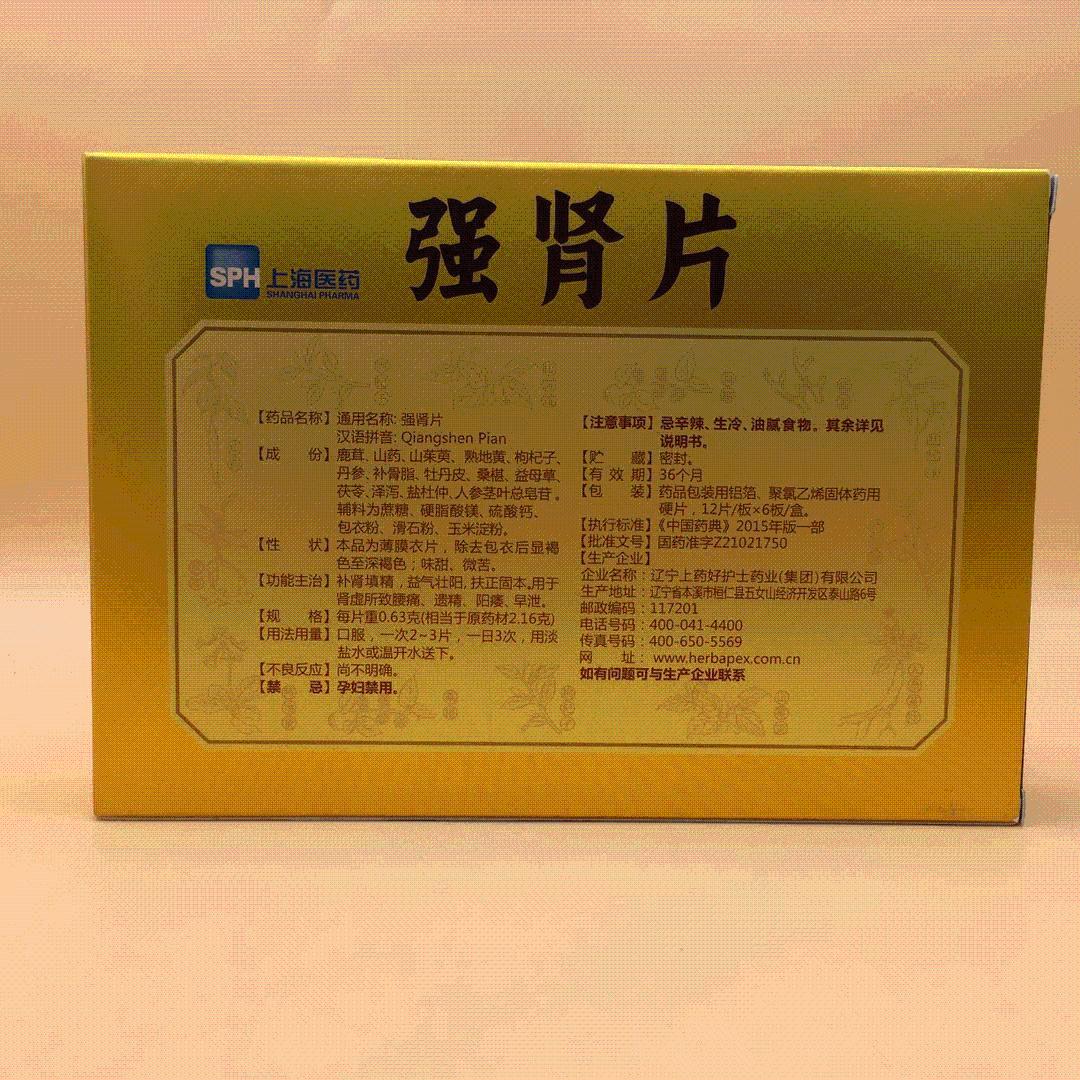 强肾片
SPH 上海医药
SHANGHAI PHARMA
【药品名称】通用名称: 强肾片
汉语拼音: Qiangshen Pian
【成 份】鹿茸、山药、山茱萸、熟地黄、枸杞子、
丹参、补骨脂、牡丹皮、桑椹、益母草、
茯苓、泽泻、盐杜仲、人参茎叶总皂苷。
辅料为蔗糖、硬脂酸镁、硫酸钙、
包衣粉、滑石粉、玉米淀粉。
【性 状】本品为薄膜衣片，除去包衣后显褐
色至深褐色；味甜、微苦。
【功能主治】补肾填精，益气壮阳，扶正固本。用于
肾虚所致腰痛、遗精、阳痿、早泄。
【规 格】每片重0.63克(相当于原药材2.16克)
【用法用量】口服，一次2~3片，一日3次，用淡
盐水或温开水送下。
【不良反应】尚不明确。
【禁 忌】孕妇禁用。
【注意事项】忌辛辣、生冷、油腻食物。其余详见
说明书。
【贮 藏】密封。
【有 效 期】36个月
【包 装】药品包装用铝箔、聚氯乙烯固体药用
硬片，12片/板×6板/盒。
【执行标准】《中国药典》2015年版一部
【批准文号】国药准字Z21021750
【生产企业】
企业名称：辽宁上药好护士药业(集团)有限公司
生产地址：辽宁省本溪市桓仁县五女山经济开发区泰山路6号
邮政编码：117201
电话号码：400-041-4400
传真号码：400-650-5569
网 址：www.herbapex.com.cn
如有问题可与生产企业联系